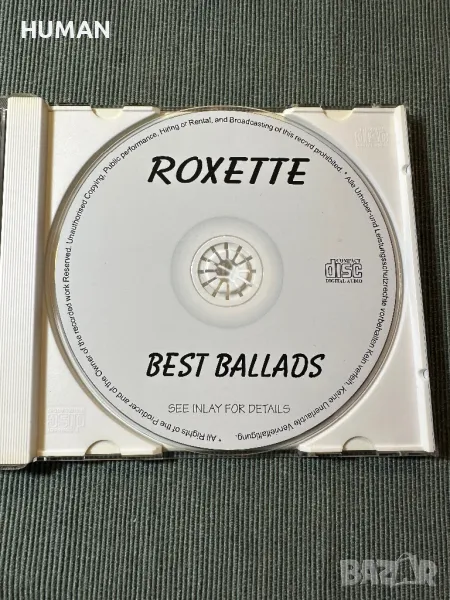 HUMAN
* All Rights of the Producer and of the Owner of the recorded work Reserved. Unauthorised Copying, Public performance, Hiring or Rental, and Broadcasting of this record prohibited. * Alle Urheber-und Leistungsschutzrechte vorbehalten Kein verleih, Keine Unerlaubte Vervielfältigung.
ROXETTE
COMPACT
disc
DIGITAL AUDIO
BEST BALLADS
SEE INLAY FOR DETAILS
BAZAR